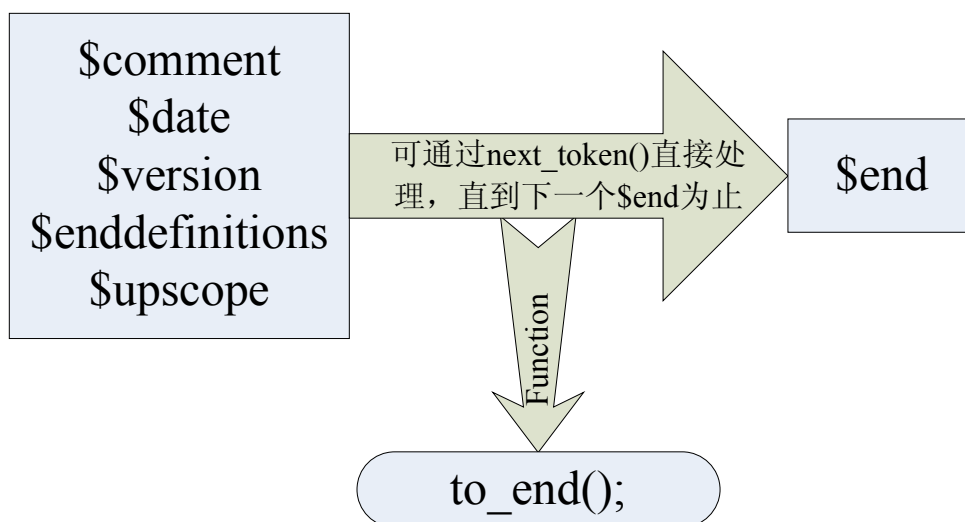 $comment
$date
$version
$enddefinitions
$upscope
可通过next_token()直接处
理，直到下一个$end为止
$end
Function
to_end();